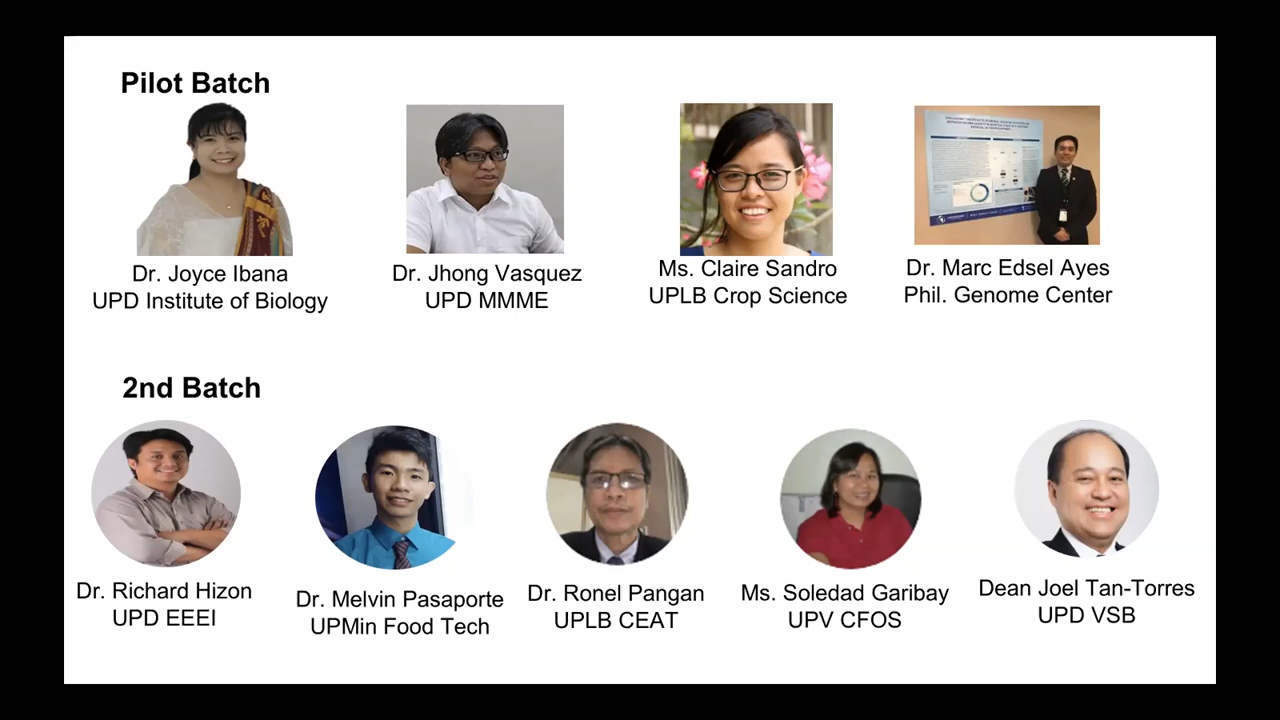 Pilot Batch
Dr. Joyce Ibana
UPD Institute of Biology
Dr. Jhong Vasquez
UPD MMME
Ms. Claire Sandro
UPLB Crop Science
Dr. Marc Edsel Ayes
Phil. Genome Center
2nd Batch
Dr. Richard Hizon
UPD EEEI
Dr. Melvin Pasaporte
UPMin Food Tech
Dr. Ronel Pangan
UPLB CEAT
Ms. Soledad Garibay
UPV CFOS
Dean Joel Tan-Torres
UPD VSB